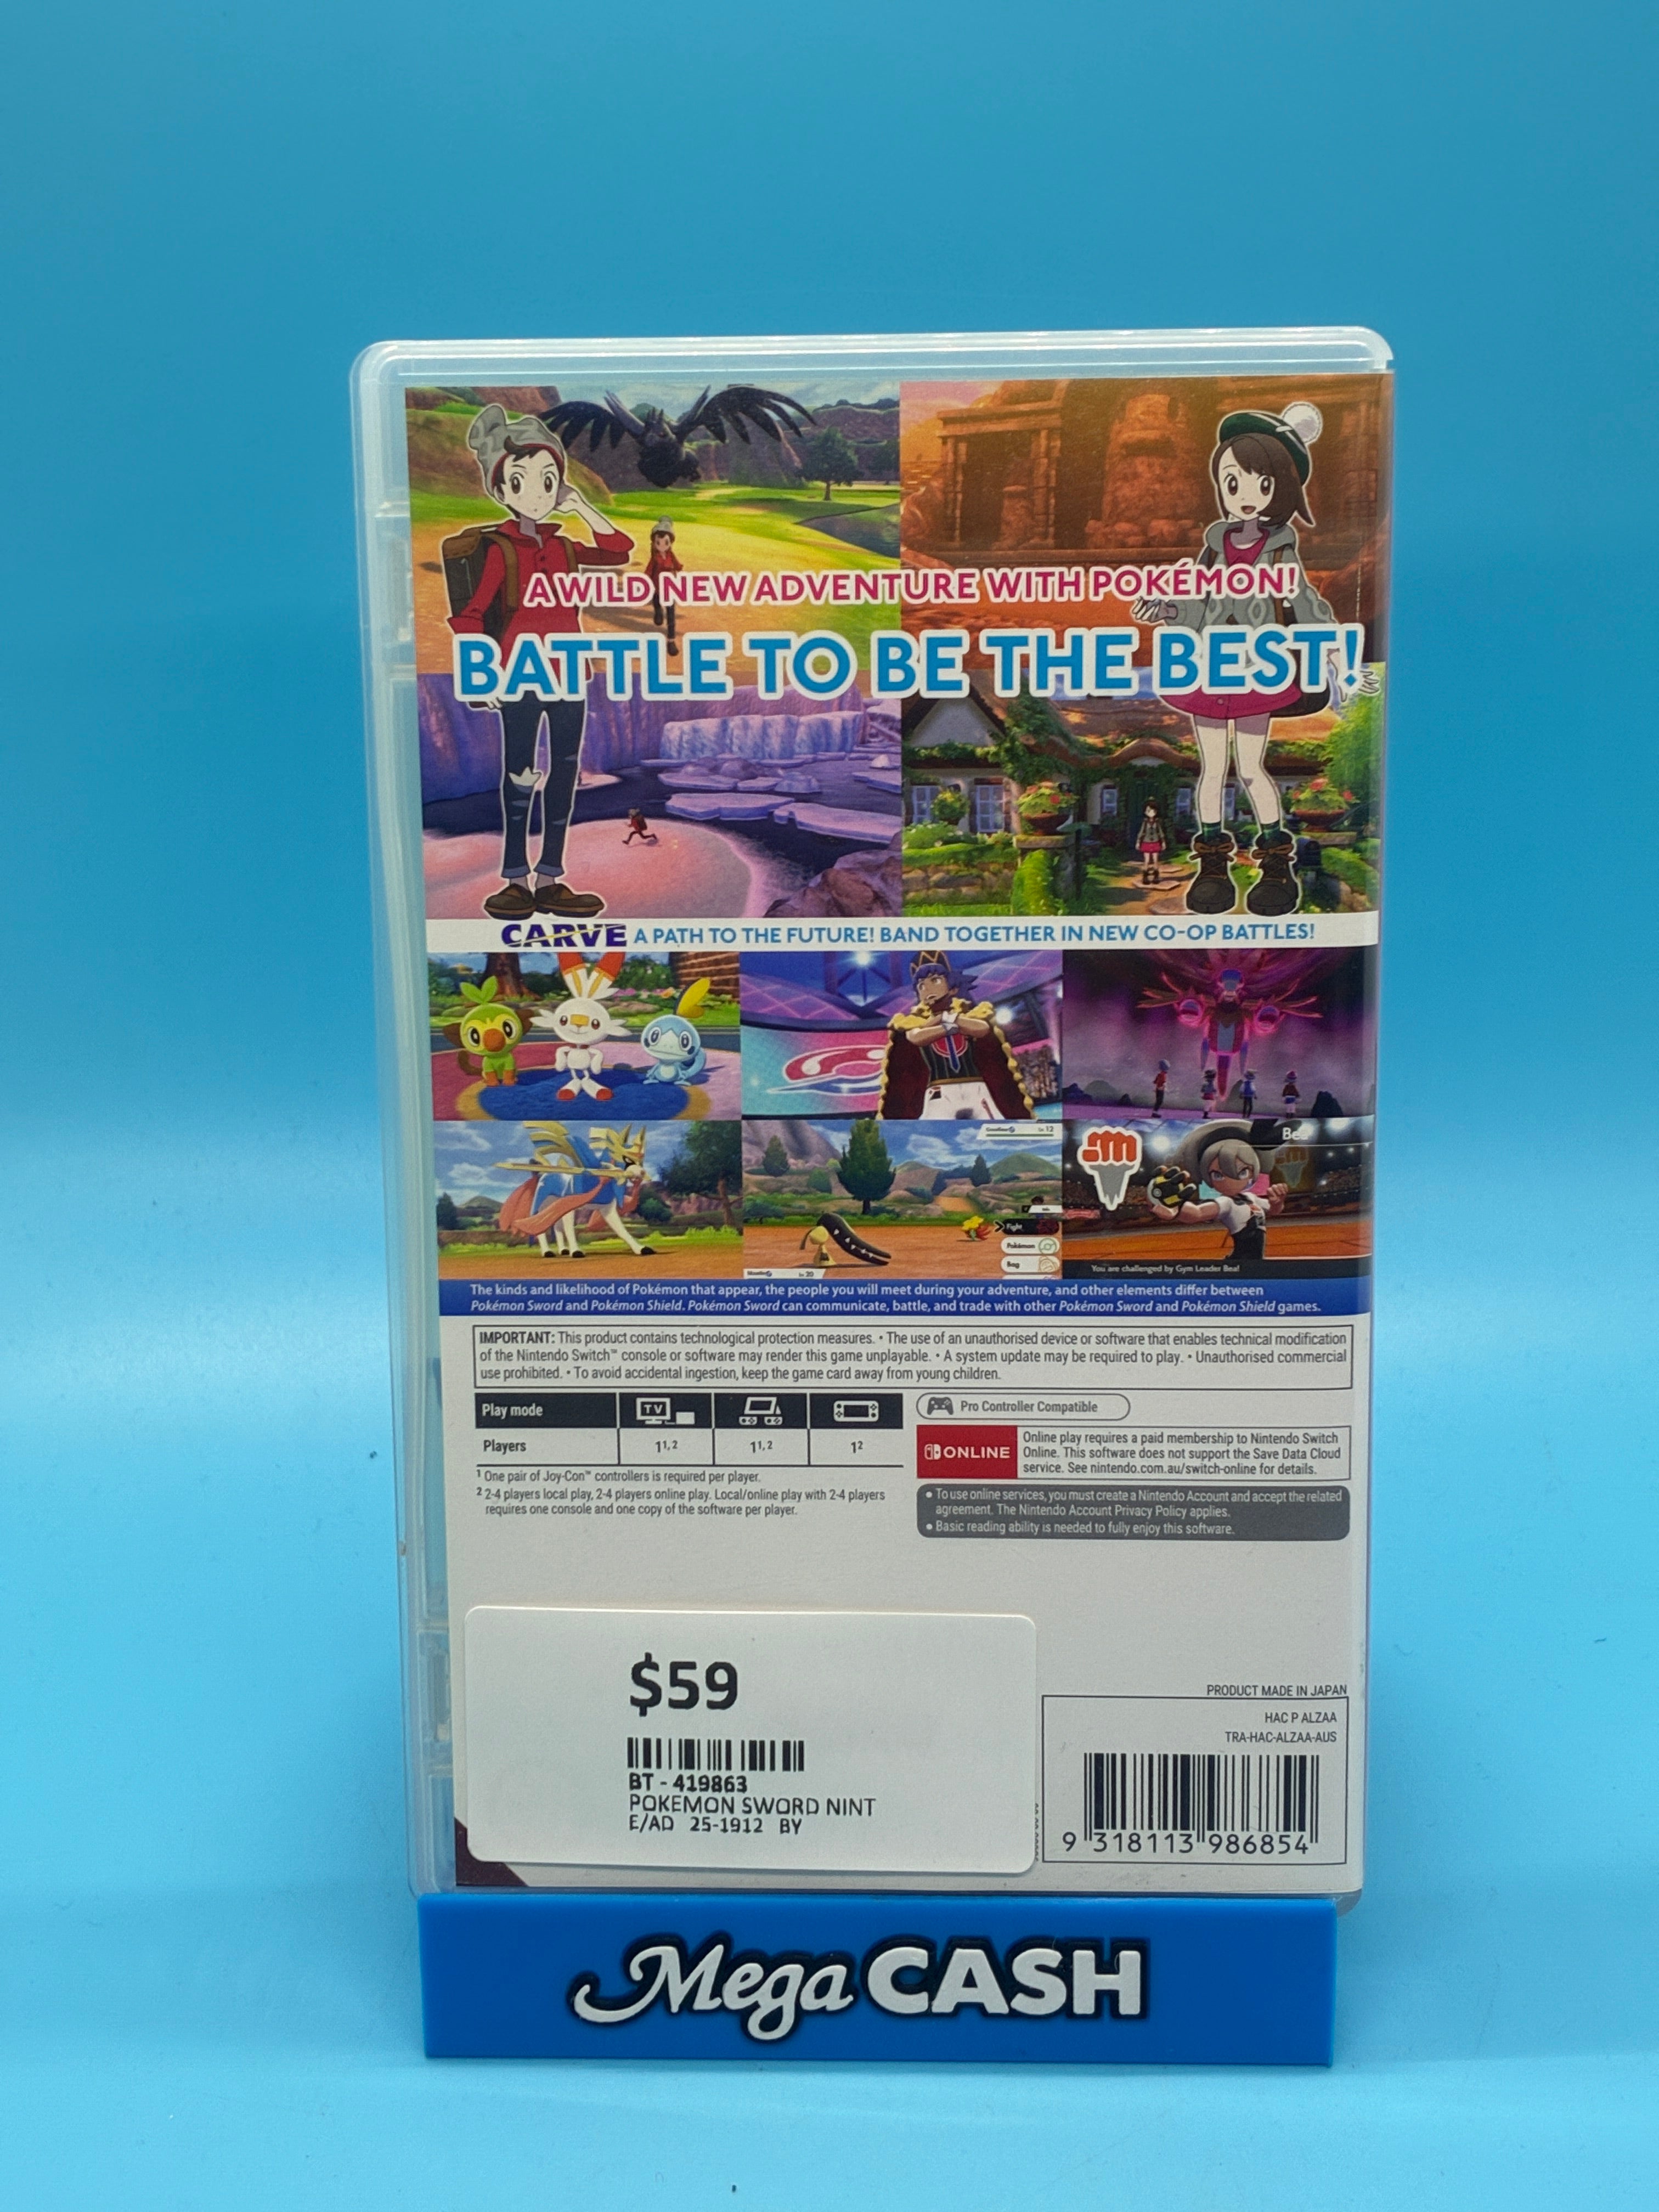 A WILD NEW ADVENTURE WITH POKÉMON!
BATTLE TO BE THE BEST!
CARVE A PATH TO THE FUTURE! BAND TOGETHER IN NEW CO-OP BATTLES!
Lv. 12
Fight
Pokémon
Bag
Lv. 20
Bea
You are challenged by Gym Leader Bea!
The kinds and likelihood of Pokémon that appear, the people you will meet during your adventure, and other elements differ between
Pokémon Sword and Pokémon Shield. Pokémon Sword can communicate, battle, and trade with other Pokémon Sword and Pokémon Shield games.
IMPORTANT: This product contains technological protection measures. • The use of an unauthorised device or software that enables technical modification
of the Nintendo Switch™ console or software may render this game unplayable. • A system update may be required to play. • Unauthorised commercial
use prohibited. • To avoid accidental ingestion, keep the game card away from young children.
Play mode TV
Players 1¹,² 1¹,² 1²
¹ One pair of Joy-Con™ controllers is required per player.
² 2-4 players local play, 2-4 players online play. Local/online play with 2-4 players
requires one console and one copy of the software per player.
Pro Controller Compatible
ONLINE
Online play requires a paid membership to Nintendo Switch
Online. This software does not support the Save Data Cloud
service. See nintendo.com.au/switch-online for details.
• To use online services, you must create a Nintendo Account and accept the related
agreement. The Nintendo Account Privacy Policy applies.
• Basic reading ability is needed to fully enjoy this software.
$59
BT - 419863
POKEMON SWORD NINT
E/AD 25-1912 BY
PRODUCT MADE IN JAPAN
HAC P ALZAA
TRA-HAC-ALZAA-AUS
9 318113 986854
Mega CASH